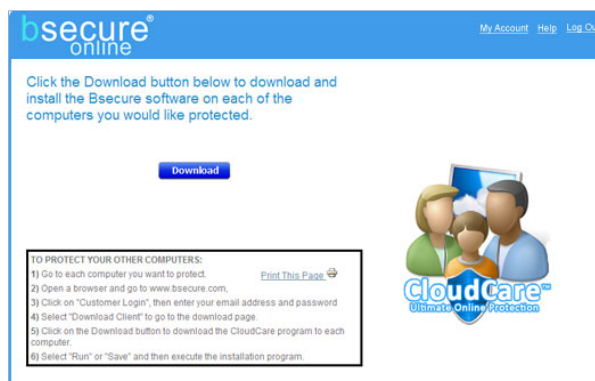 bsecure®
online
My Account Help Log Ou
Click the Download button below to download and
install the Bsecure software on each of the
computers you would like protected.
Download
TO PROTECT YOUR OTHER COMPUTERS:
1) Go to each computer you want to protect. Print This Page
2) Open a browser and go to www.bsecure.com,
3) Click on "Customer Login", then enter your email address and password
4) Select "Download Client" to go to the download page.
5) Click on the Download button to download the CloudCare program to each
computer.
6) Select "Run" or "Save" and then execute the installation program.
CloudCare™
Ultimate Online Protection